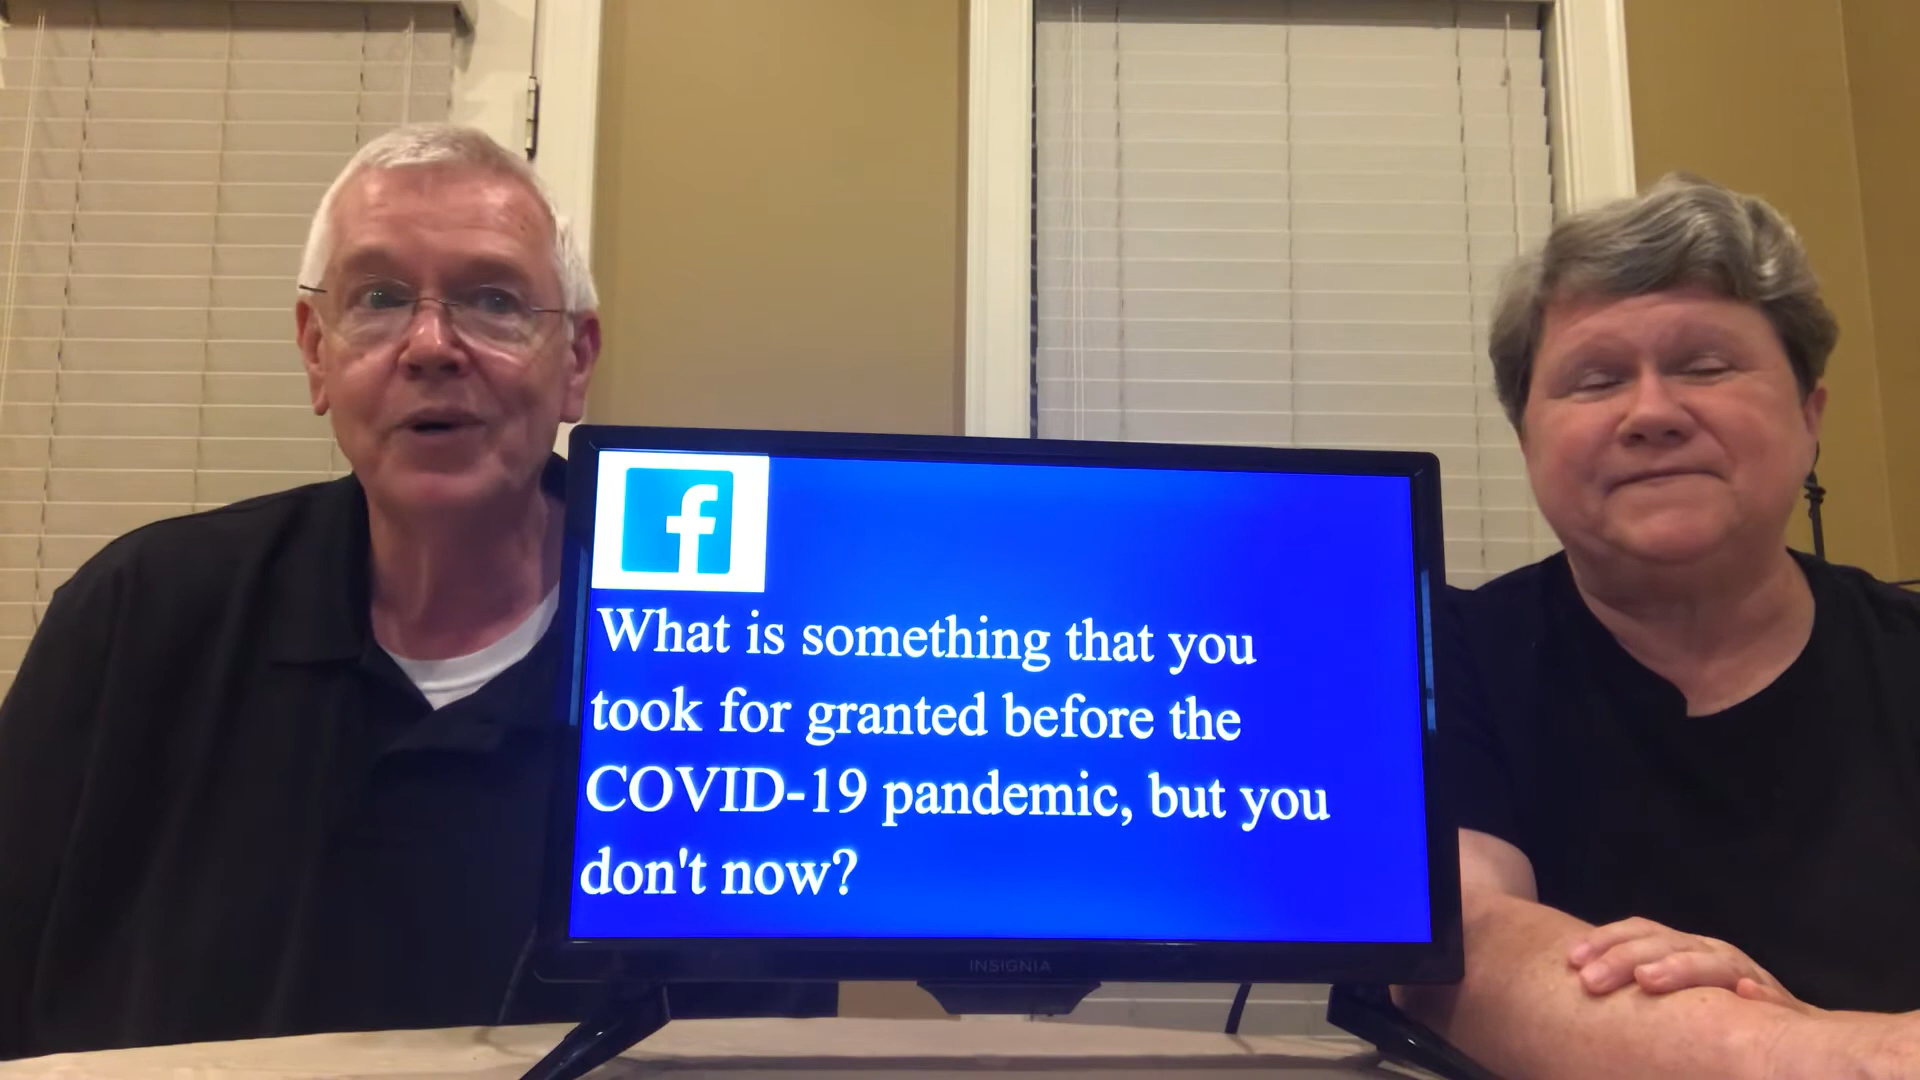 f
What is something that you
took for granted before the
COVID-19 pandemic, but you
don't now?
INSIGNIA